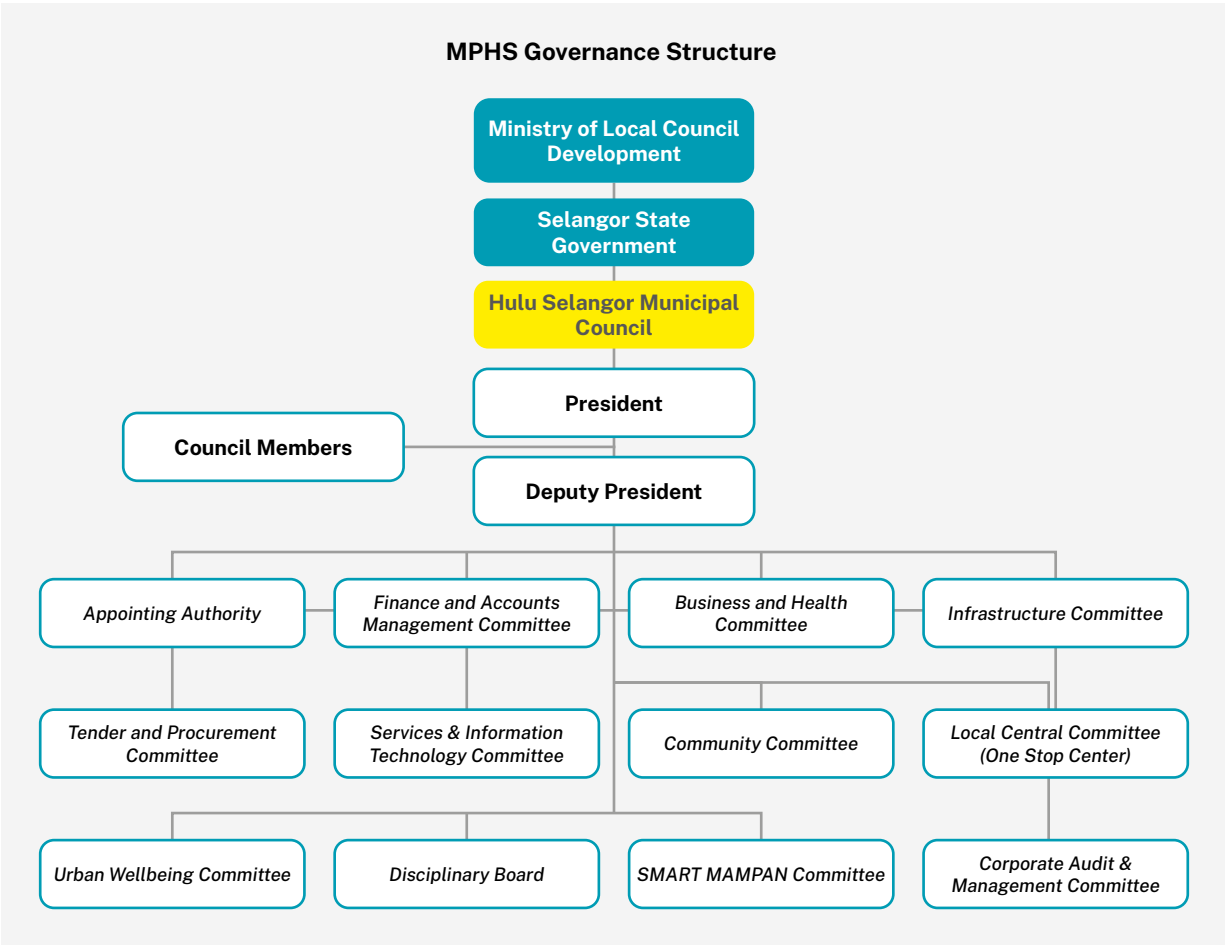 MPHS Governance Structure
Ministry of Local Council
Development
Selangor State
Government
Hulu Selangor Municipal
Council
President
Council Members
Deputy President
Appointing Authority
Finance and Accounts
Management Committee
Business and Health
Committee
Infrastructure Committee
Tender and Procurement
Committee
Services & Information
Technology Committee
Community Committee
Local Central Committee
(One Stop Center)
Urban Wellbeing Committee
Disciplinary Board
SMART MAMPAN Committee
Corporate Audit &
Management Committee